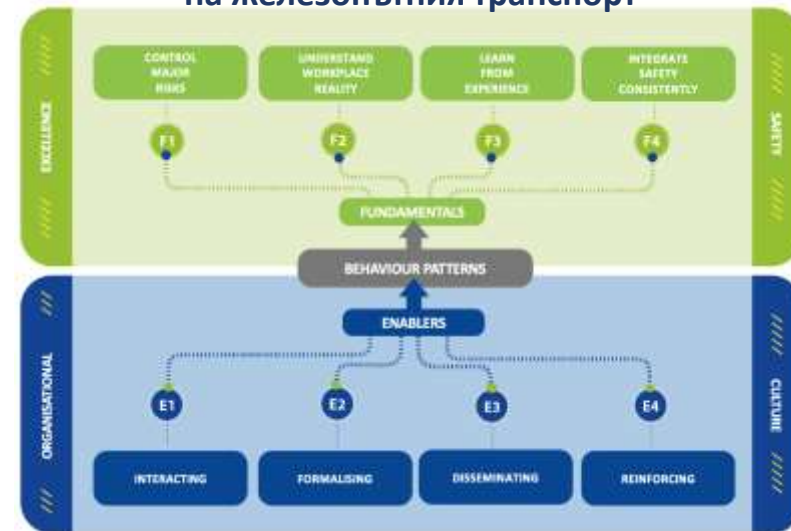 на железопътния транспорт
CONTROL
MAJOR
RISKS
UNDERSTAND
WORKPLACE
REALITY
LEARN
FROM
EXPERIENCE
INTEGRATE
SAFETY
CONSISTENTLY
EXCELLENCE
SAFETY
F1
F2
F3
F4
FUNDAMENTALS
BEHAVIOUR PATTERNS
ENABLERS
ORGANISATIONAL
CULTURE
E1
E2
E3
E4
INTERACTING
FORMALISING
DISSEMINATING
REINFORCING